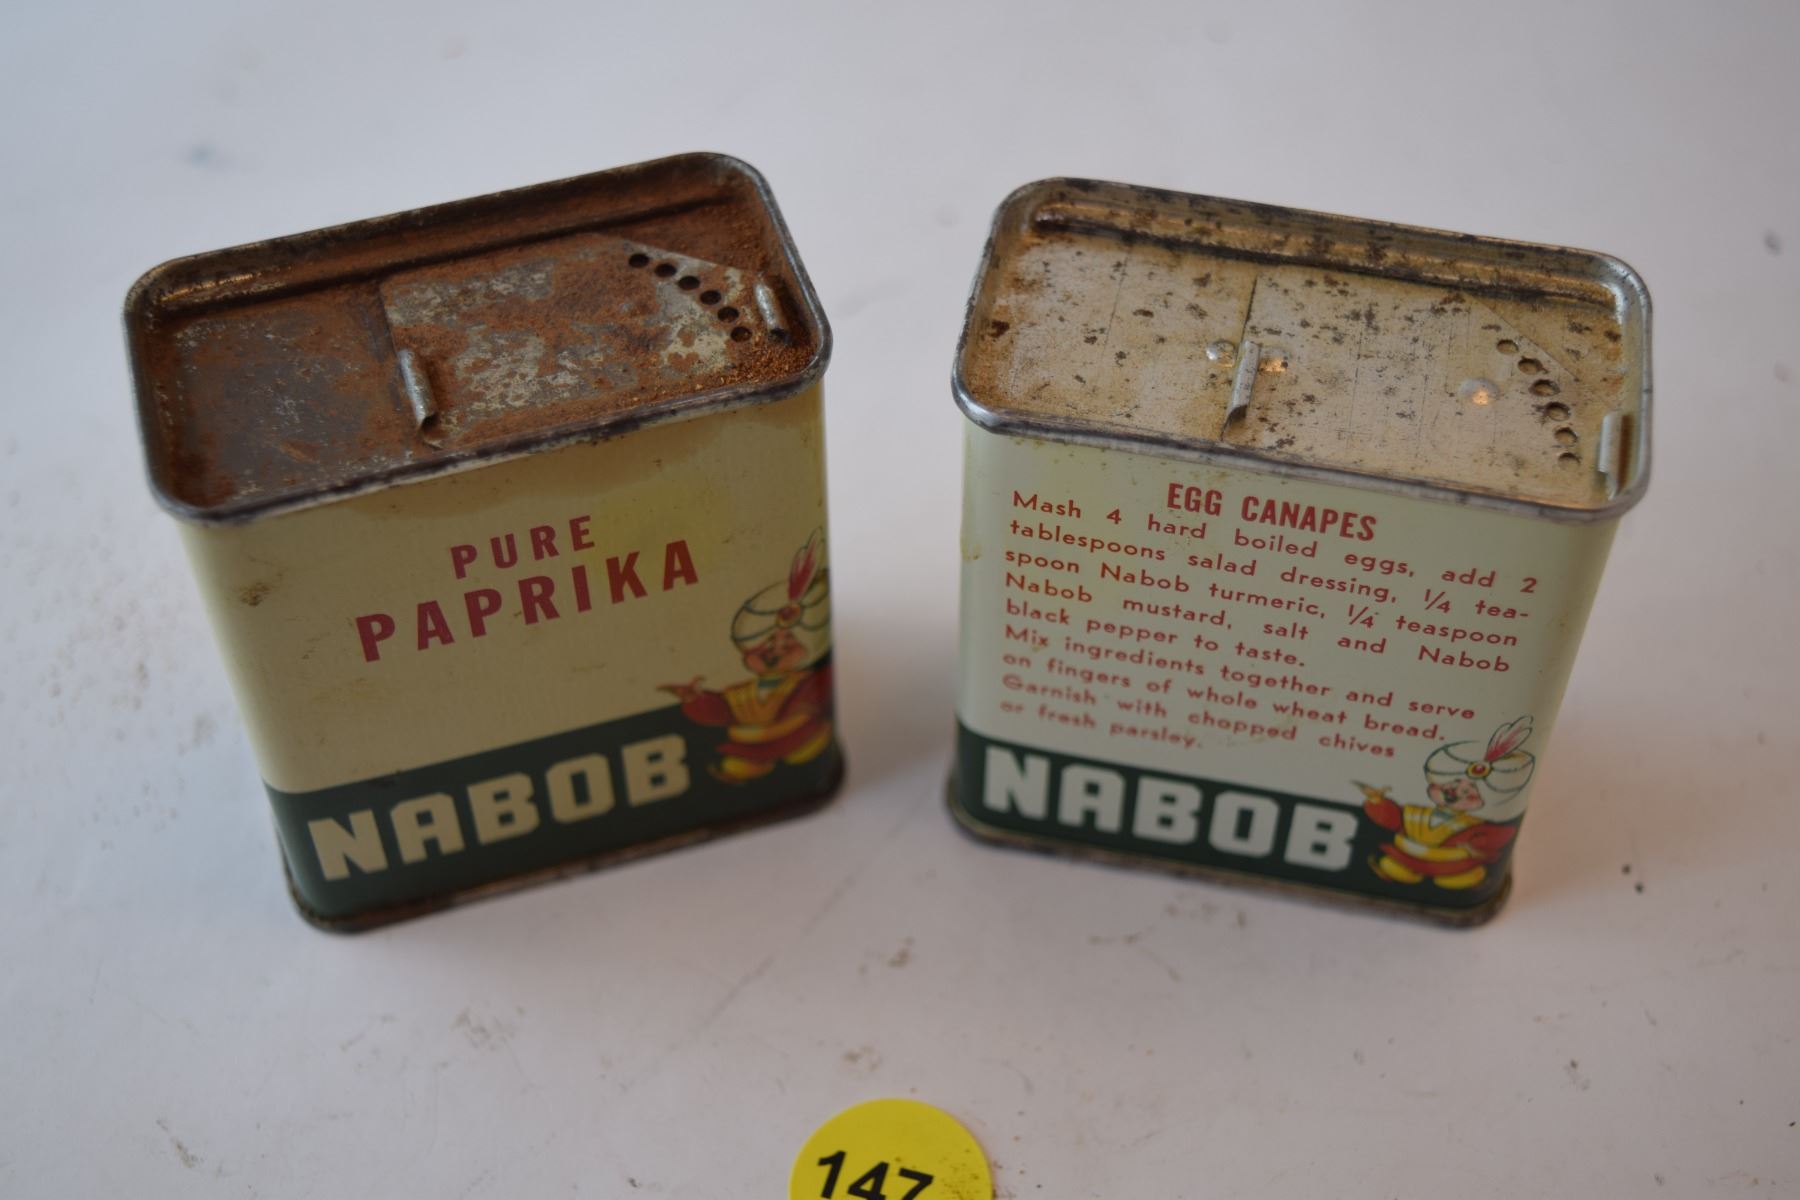 PURE
PAPRIKA
NABOB
EGG CANAPES
Mash 4 hard boiled eggs, add 2
tablespoons salad dressing, 1/4 tea-
spoon Nabob turmeric, 1/4 teaspoon
Nabob mustard, salt and Nabob
black pepper to taste.
Mix ingredients together and serve
on fingers of whole wheat bread.
Garnish with chopped chives
or fresh parsley.
NABOB
147